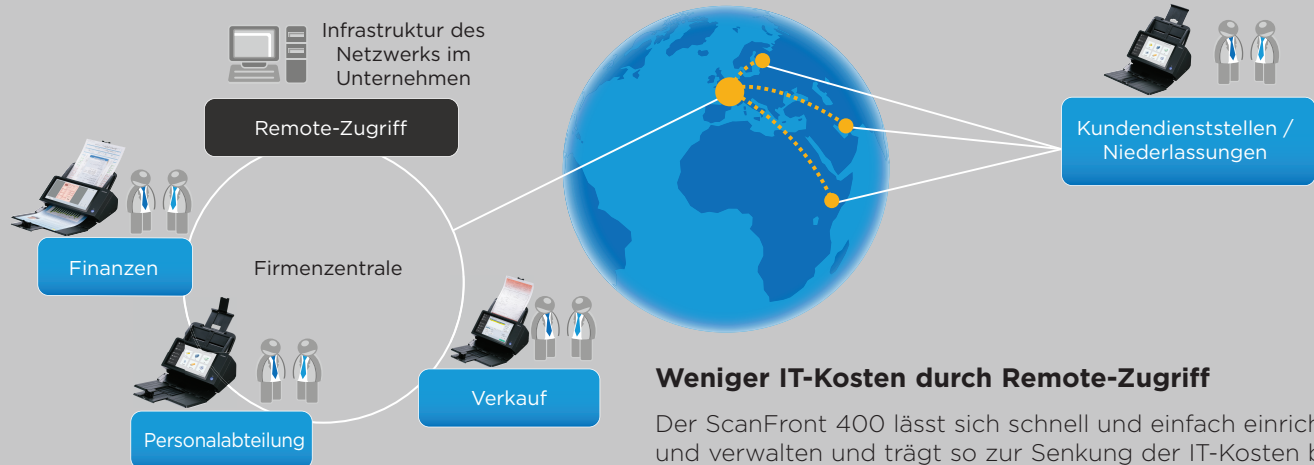 Infrastruktur des
Netzwerks im
Unternehmen
Remote-Zugriff
Finanzen
Firmenzentrale
Personalabteilung
Verkauf
Kundendienststellen /
Niederlassungen
Weniger IT-Kosten durch Remote-Zugriff
Der ScanFront 400 lässt sich schnell und einfach
und verwalten und trägt so zur Senkung der IT-Kosten